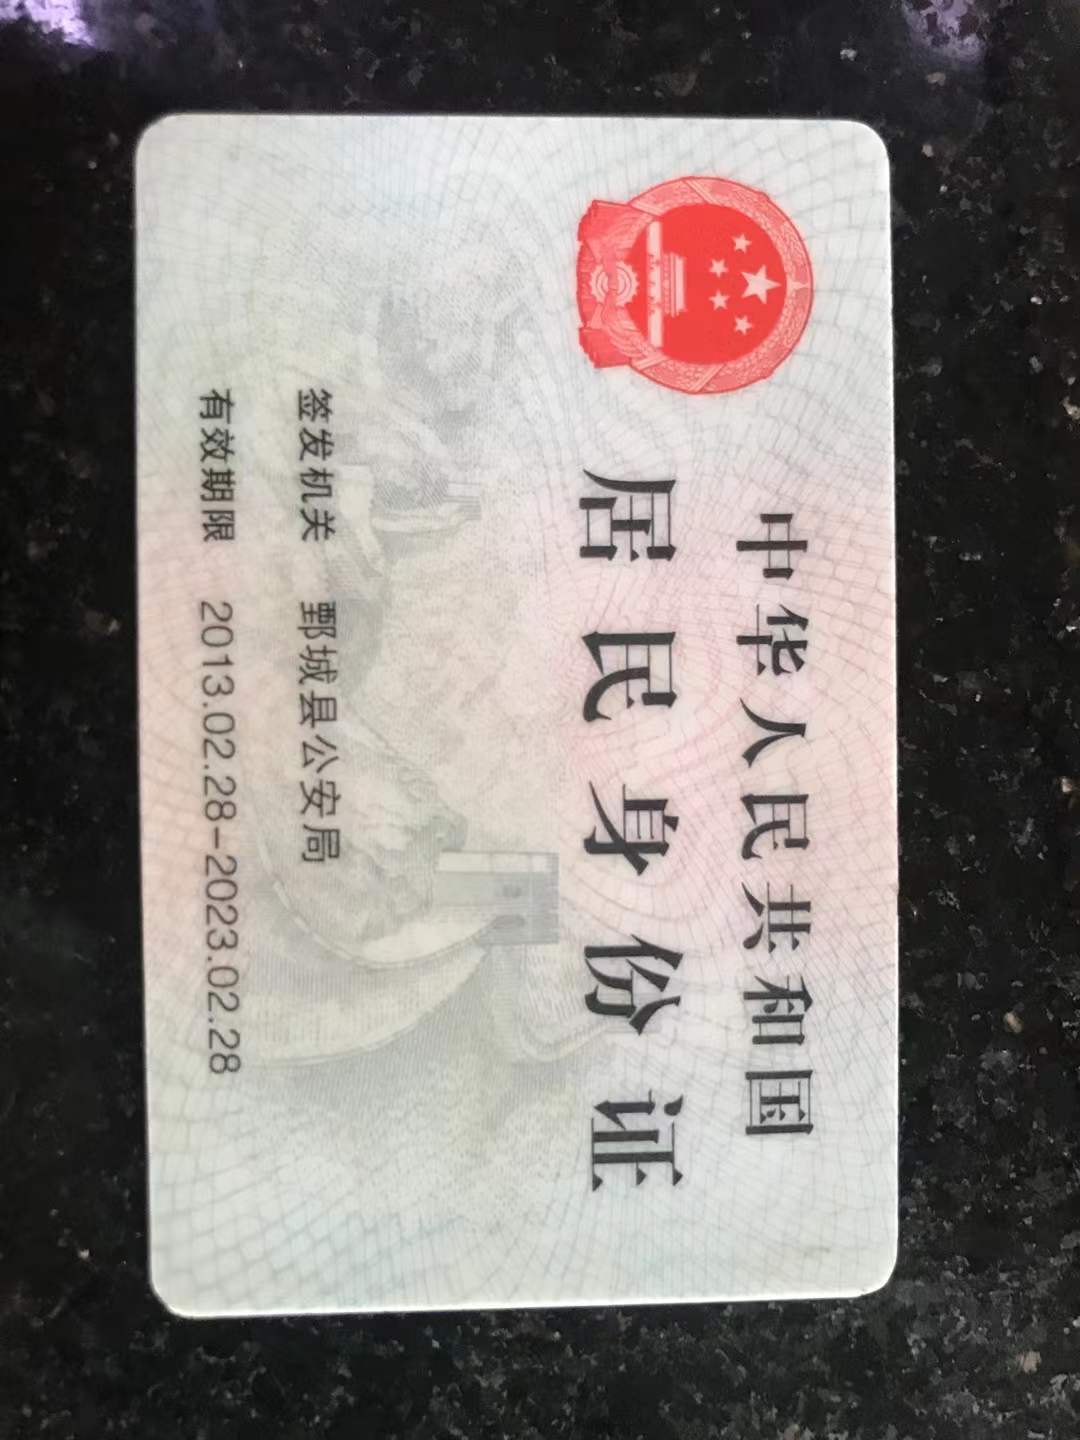 中华人民共和国
居民身份证
签发机关 鄄城县公安局
有效期限 2013.02.28-2023.02.28